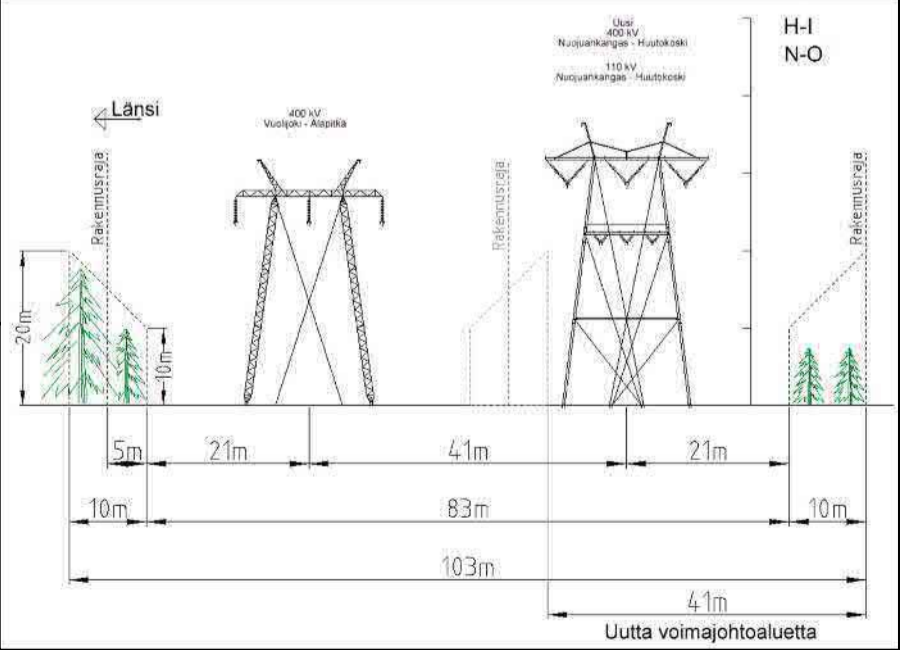 Uusi
400 kV
Nuojuankangas - Huutokoski
110 kV
Nuojuankangas - Huutokoski
H-I
N-O
Länsi
400 kV
Vuolijoki - Alapitkä
Rakennusraja
Rakennusraja
Rakennusraja
20m
10m
5m
21m
41m
21m
10m
83m
10m
103m
41m
Uutta voimajohtoaluetta